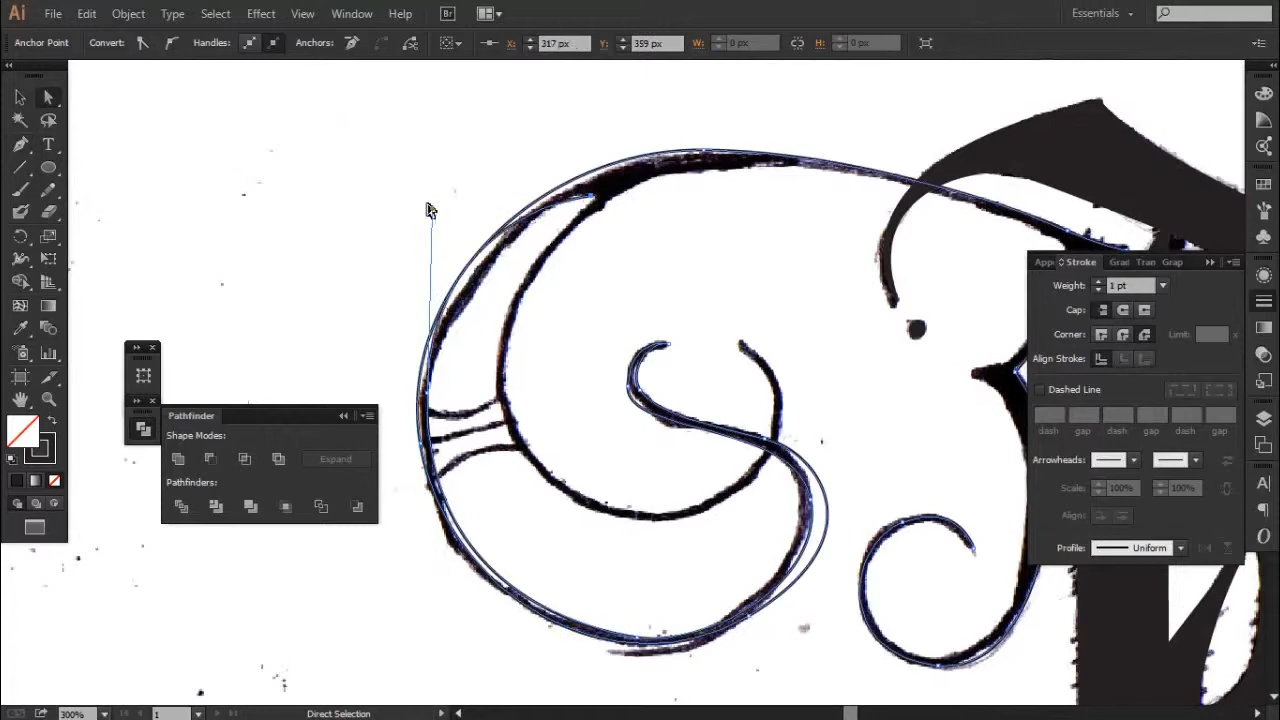 Ai File Edit Object Type Select Effect View Window Help Br Essentials
Anchor Point Convert: Handles: Anchors: X: 317 px Y: 359 px W: 0 px H: 0 px
Stroke Grad Tran Grap
Weight: 1 pt
Cap:
Corner: Limit: x
Align Stroke:
Dashed Line
dash gap dash gap dash gap
Arrowheads:
Scale: 100% 100%
Align:
Profile: Uniform
Pathfinder
Shape Modes:
Expand
Pathfinders:
300% 1 Direct Selection